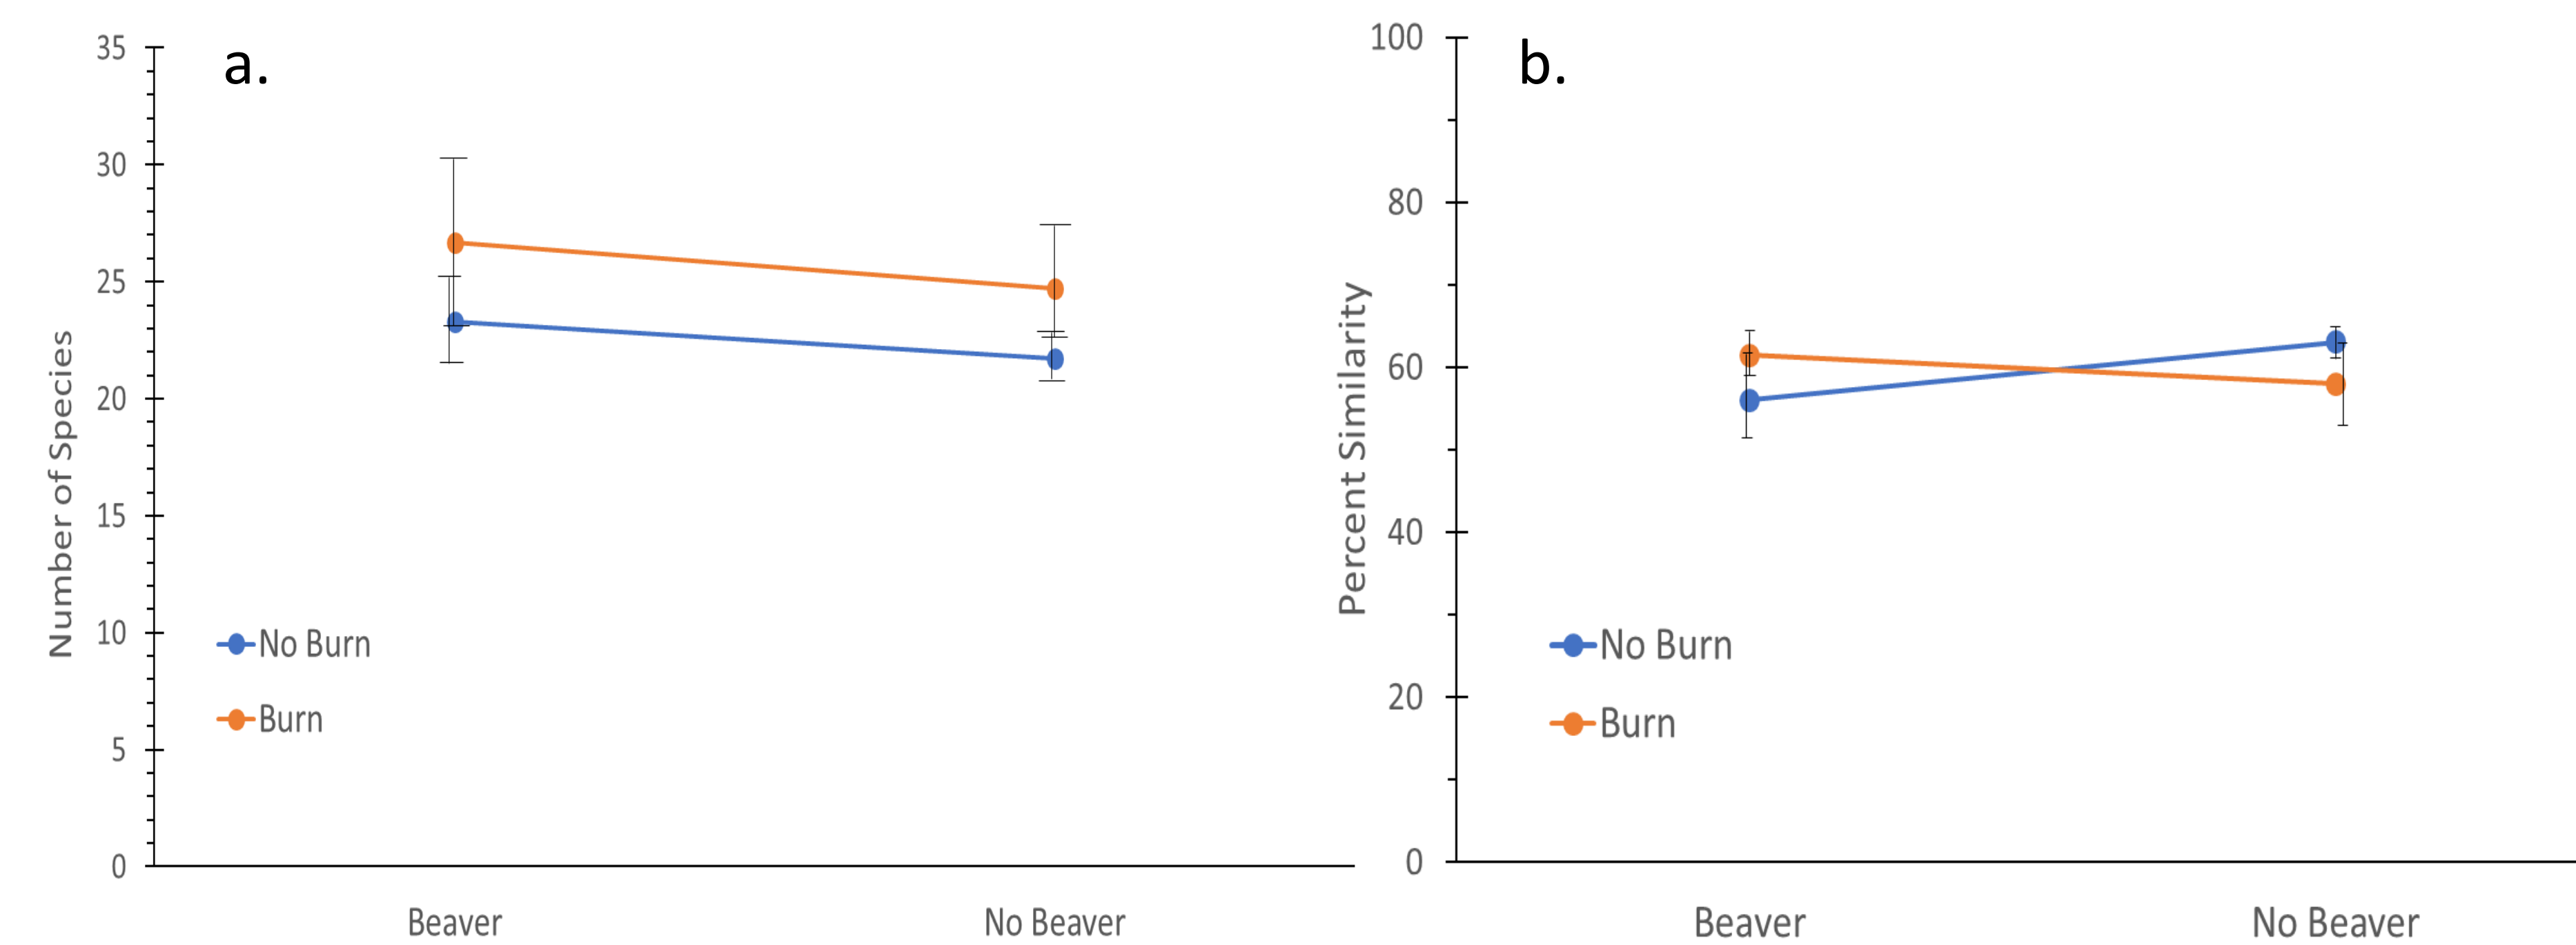 a.
35
30
25
20
15
10
5
0
Number of Species
No Burn
Burn
Beaver
No Beaver
b.
100
80
60
40
20
0
Percent Similarity
No Burn
Burn
Beaver
No Beaver